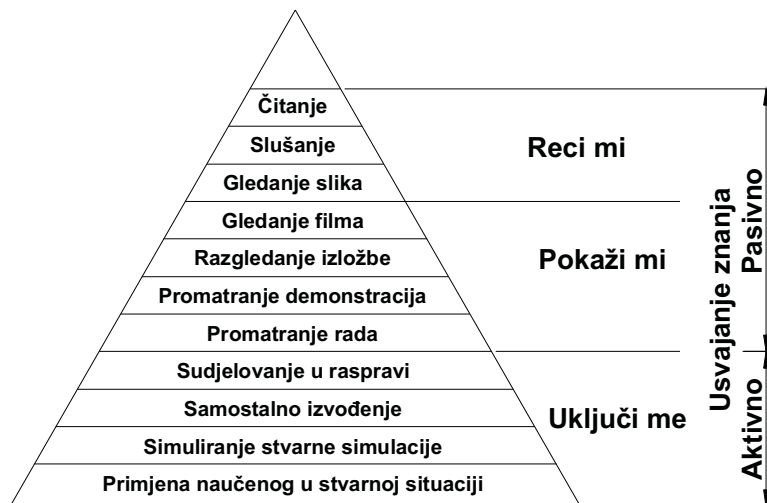 Čitanje
Slušanje
Gledanje slika
Gledanje filma
Razgledanje izložbe
Promatranje demonstracija
Promatranje rada
Sudjelovanje u raspravi
Samostalno izvođenje
Simuliranje stvarne simulacije
Primjena naučenog u stvarnoj situaciji
Reci mi
Pokaži mi
Uključi me
Usvajanje znanja
Pasivno
Aktivno